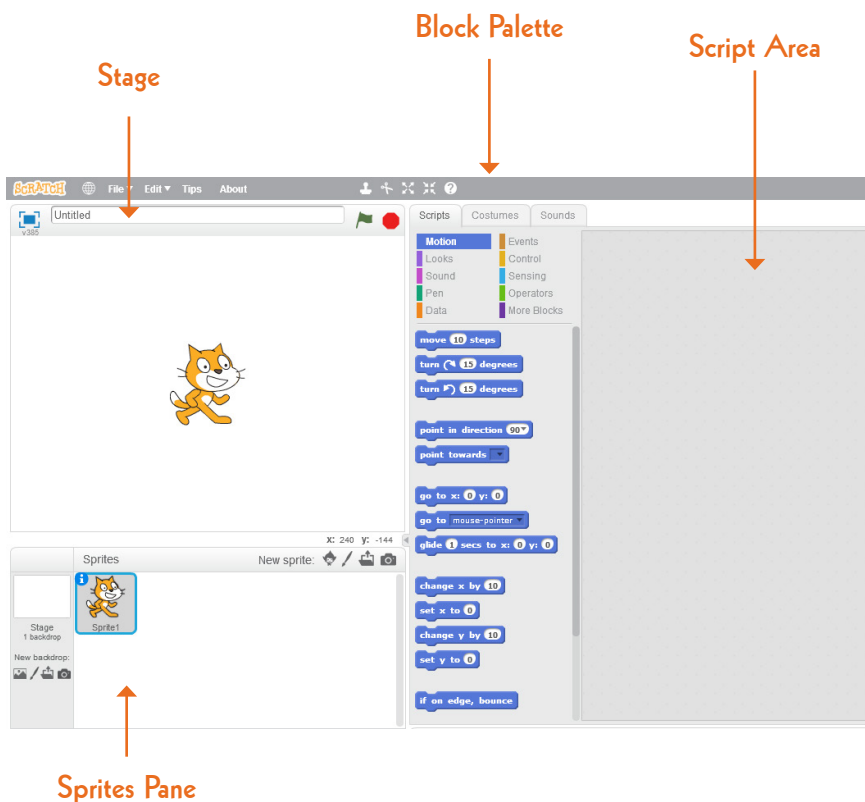 Block Palette
Script Area
Stage
SCRATCH File Edit Tips About
Untitled
v385
Scripts Costumes Sounds
Motion Events
Looks Control
Sound Sensing
Pen Operators
Data More Blocks
move 10 steps
turn 15 degrees
turn 15 degrees
point in direction 90
point towards
go to x: 0 y: 0
go to mouse-pointer
glide 1 secs to x: 0 y: 0
change x by 10
set x to 0
change y by 10
set y to 0
if on edge, bounce
x: 240 y: -144
Sprites New sprite:
Stage
1 backdrop
New backdrop:
Sprite1
Sprites Pane